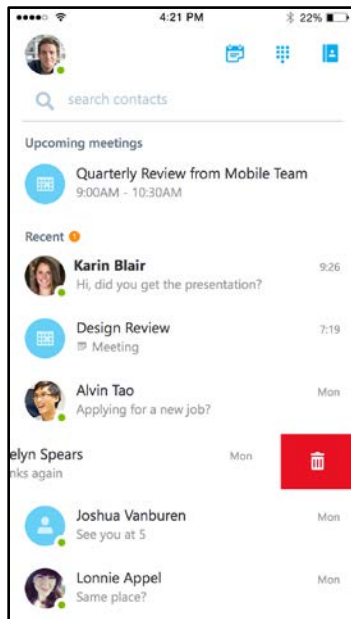 4:21 PM
22%
search contacts
Upcoming meetings
Quarterly Review from Mobile Team
9:00AM - 10:30AM
Recent 1
Karin Blair 9:26
Hi, did you get the presentation?
Design Review 7:19
Meeting
Alvin Tao Mon
Applying for a new job?
elyn Spears Mon
nks again
Joshua Vanburen Mon
See you at 5
Lonnie Appel Mon
Same place?